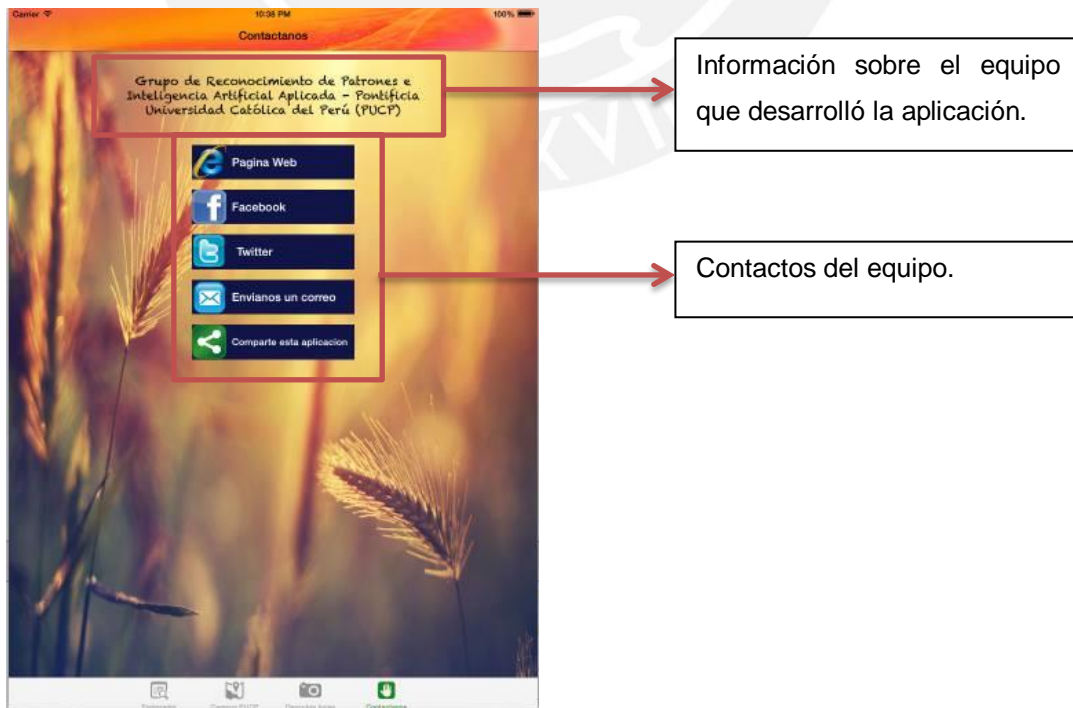 Carrier 10:38 PM 100%
Contactanos
Grupo de Reconocimiento de Patrones e
Inteligencia Artificial Aplicada - Pontificia
Universidad Católica del Perú (PUCP)
Pagina Web
Facebook
Twitter
Envianos un correo
Comparte esta aplicacion
Información sobre el equipo
que desarrolló la aplicación.
Contactos del equipo.
Contactanos